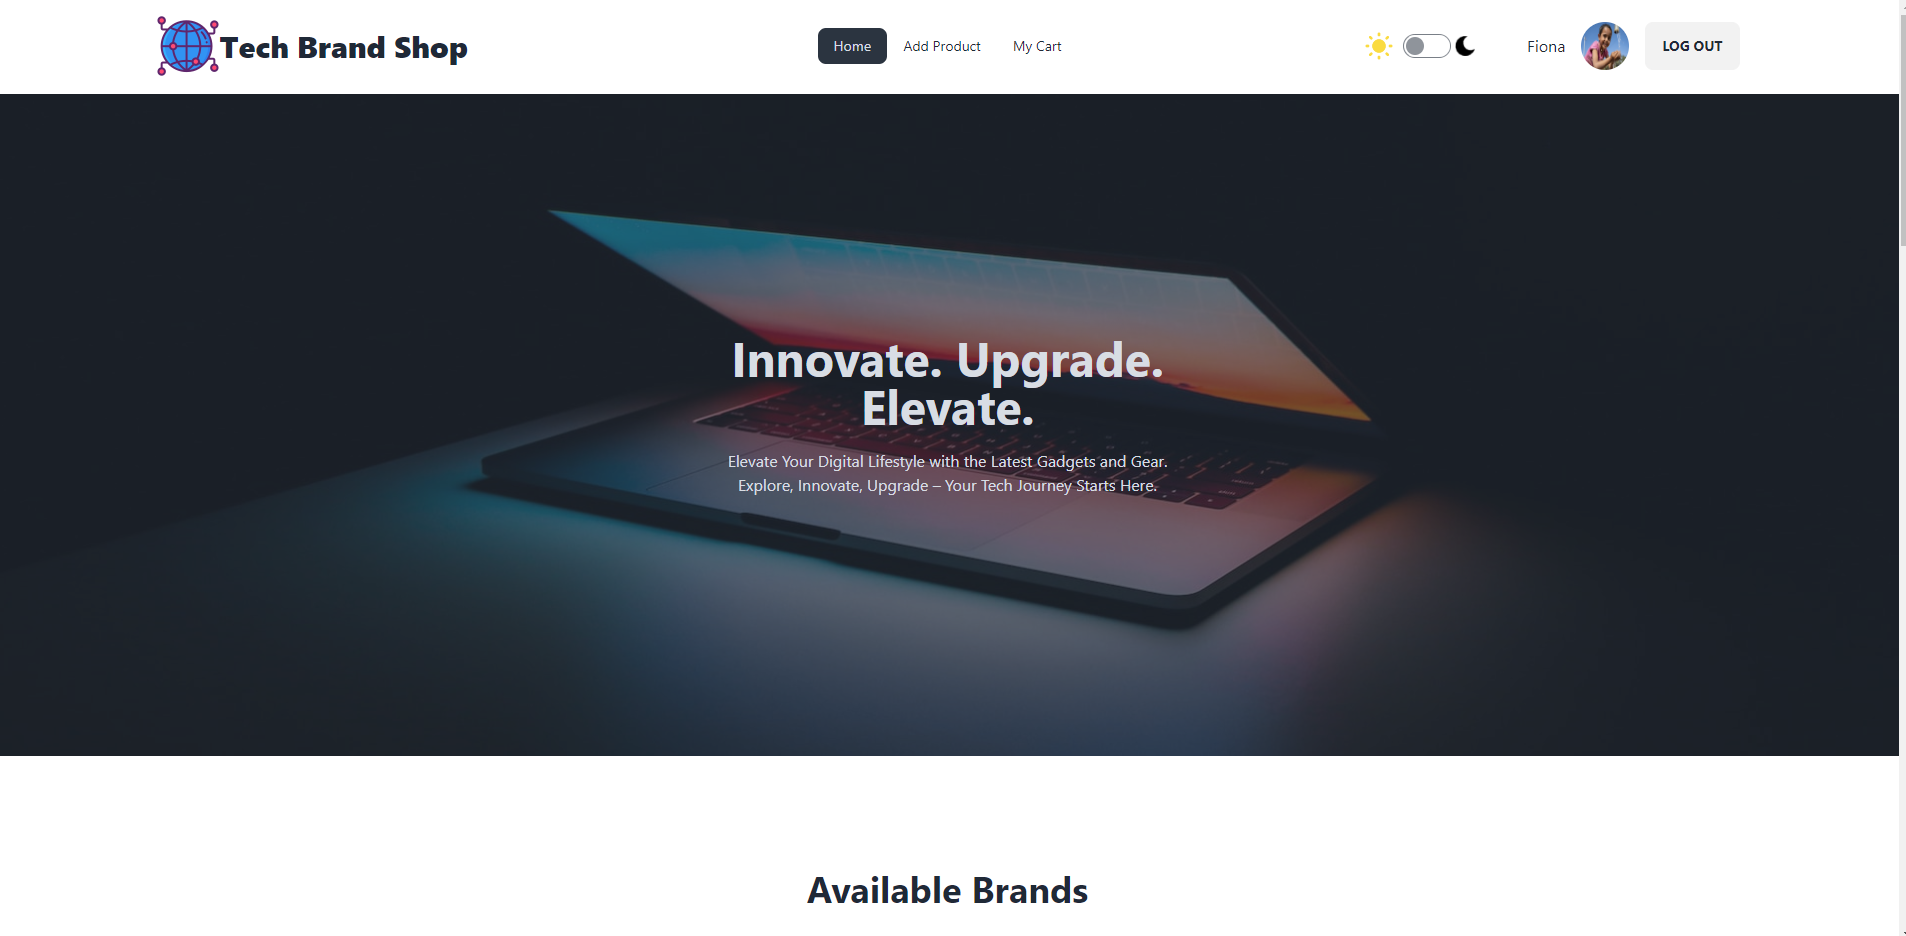 Tech Brand Shop
Home
Add Product
My Cart
Fiona
LOG OUT
Innovate. Upgrade.
Elevate.
Elevate Your Digital Lifestyle with the Latest Gadgets and Gear.
Explore, Innovate, Upgrade – Your Tech Journey Starts Here.
Available Brands